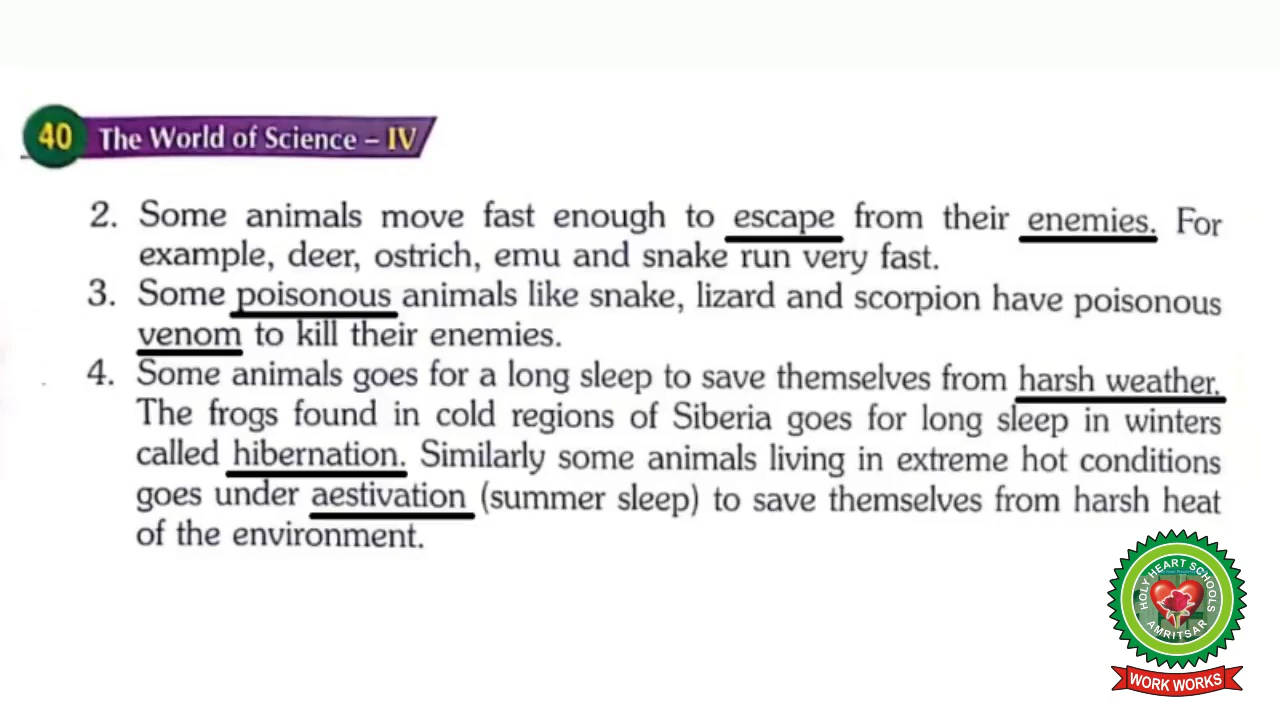 40 The World of Science – IV
2. Some animals move fast enough to escape from their enemies. For
example, deer, ostrich, emu and snake run very fast.
3. Some poisonous animals like snake, lizard and scorpion have poisonous
venom to kill their enemies.
4. Some animals goes for a long sleep to save themselves from harsh weather.
The frogs found in cold regions of Siberia goes for long sleep in winters
called hibernation. Similarly some animals living in extreme hot conditions
goes under aestivation (summer sleep) to save themselves from harsh heat
of the environment.
HOLY HEART SCHOOLS
AMRITSAR
WORK WORKS